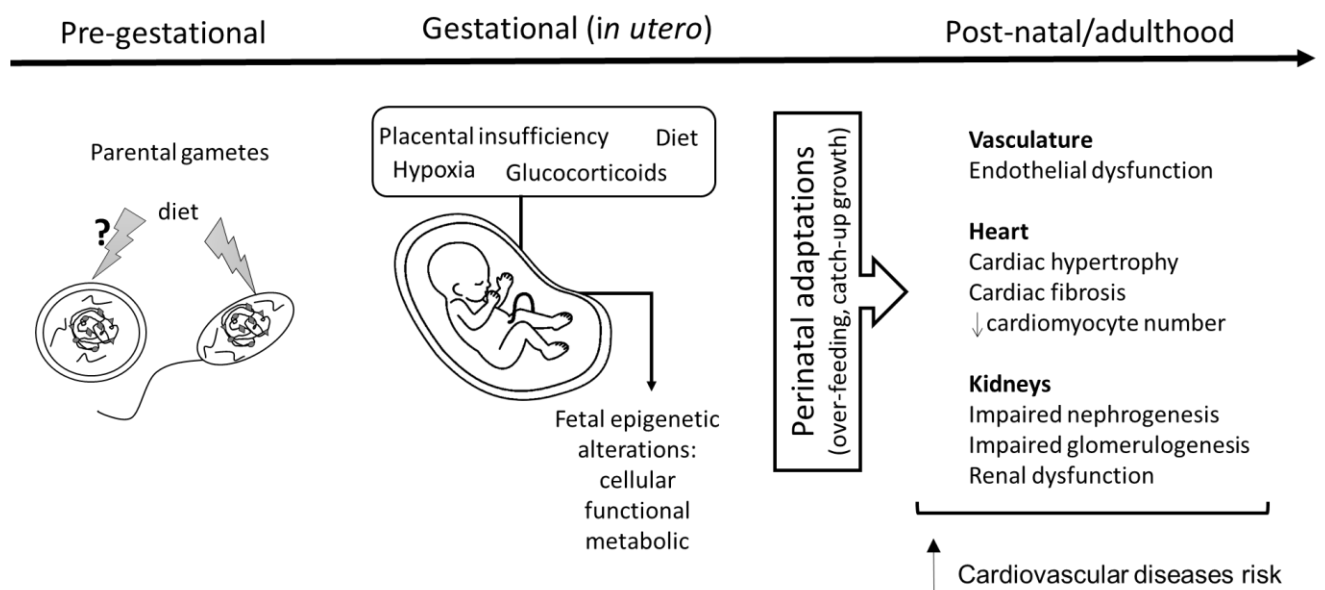 Pre-gestational
Gestational (in utero)
Post-natal/adulthood
Parental gametes
diet
?
Placental insufficiency Diet
Hypoxia Glucocorticoids
Fetal epigenetic
alterations:
cellular
functional
metabolic
Perinatal adaptations
(over-feeding, catch-up growth)
Vasculature
Endothelial dysfunction
Heart
Cardiac hypertrophy
Cardiac fibrosis
↓cardiomyocyte number
Kidneys
Impaired nephrogenesis
Impaired glomerulogenesis
Renal dysfunction
↑ Cardiovascular diseases risk